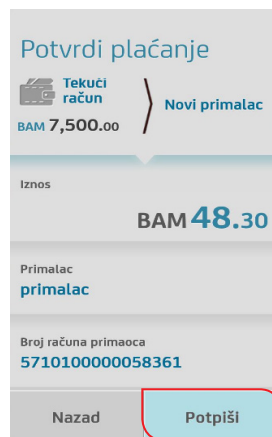 Potvrdi plaćanje
Tekući
račun
BAM 7,500.00
Novi primalac
Iznos
BAM 48.30
Primalac
primalac
Broj računa primaoca
5710100000058361
Nazad
Potpiši